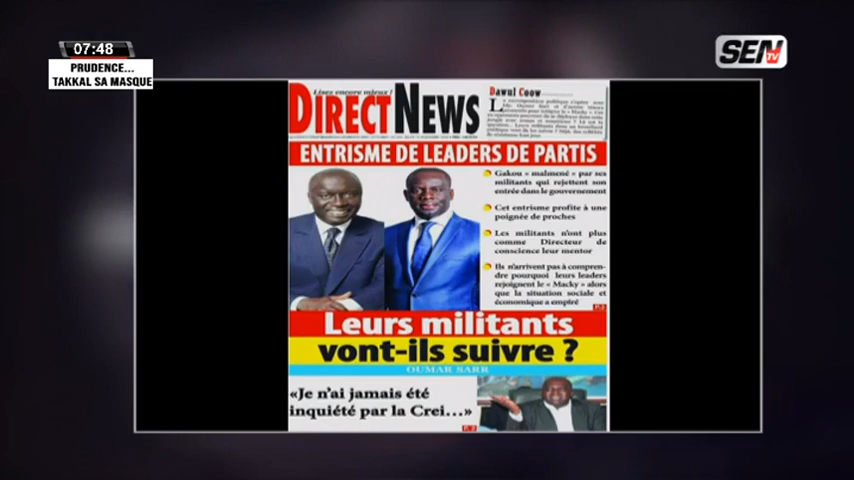 07:48
PRUDENCE...
TAKKAL SA MASQUE
SEN TV
Lisez encore mieux !
DIRECT NEWS
Dawul Coow
ENTRISME DE LEADERS DE PARTIS
Gakou « malmené » par ses
militants qui rejettent son
entrée dans le gouvernement
Cet entrisme profite à une
poignée de proches
Les militants n'ont plus
comme Directeur de
conscience leur mentor
Ils n'arrivent pas à compren-
dre pourquoi leurs leaders
rejoignent le « Macky » alors
que la situation sociale et
économique a empiré
P.2
Leurs militants
vont-ils suivre ?
OUMAR SARR
«Je n'ai jamais été
inquiété par la Crei...»
P. 3